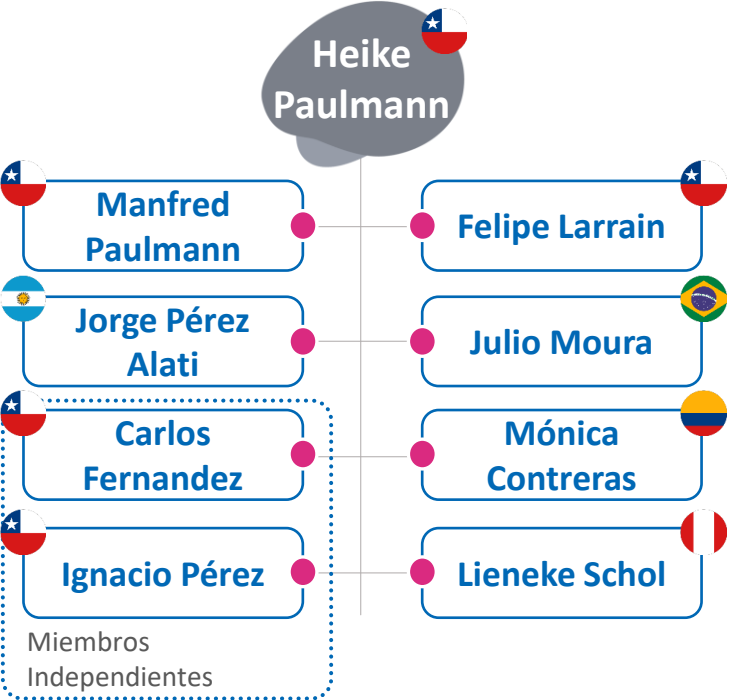 Heike
Paulmann
Manfred
Paulmann
Felipe Larrain
Jorge Pérez
Alati
Julio Moura
Carlos
Fernandez
Mónica
Contreras
Ignacio Pérez
Lieneke Schol
Miembros
Independientes